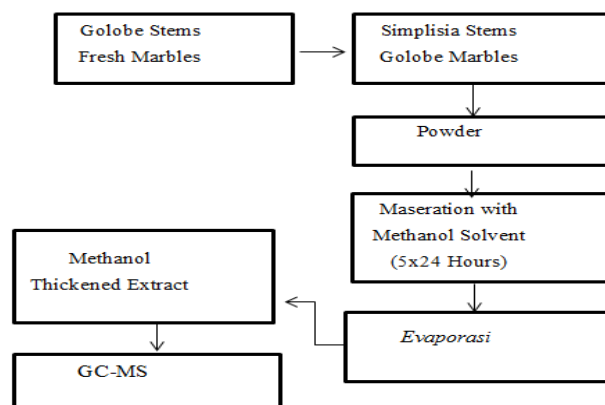 Golobe Stems
Fresh Marbles
Simplisia Stems
Golobe Marbles
Powder
Maseration with
Methanol Solvent
(5x24 Hours)
Evaporasi
Methanol
Thickened Extract
GC-MS